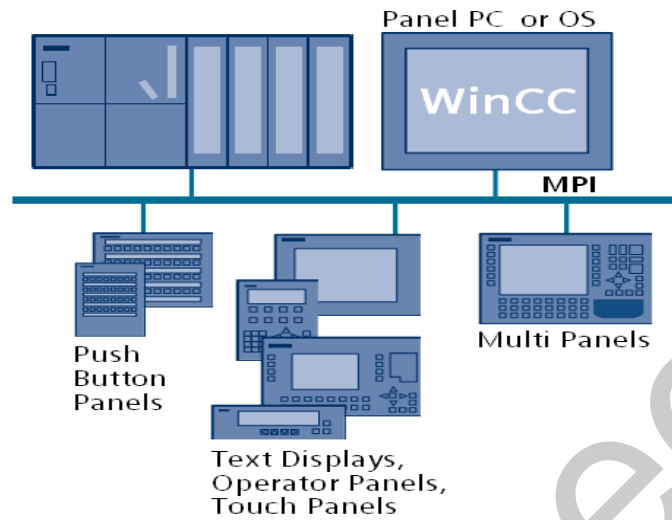 Panel PC or OS
WinCC
MPI
Push
Button
Panels
Multi Panels
Text Displays,
Operator Panels,
Touch Panels